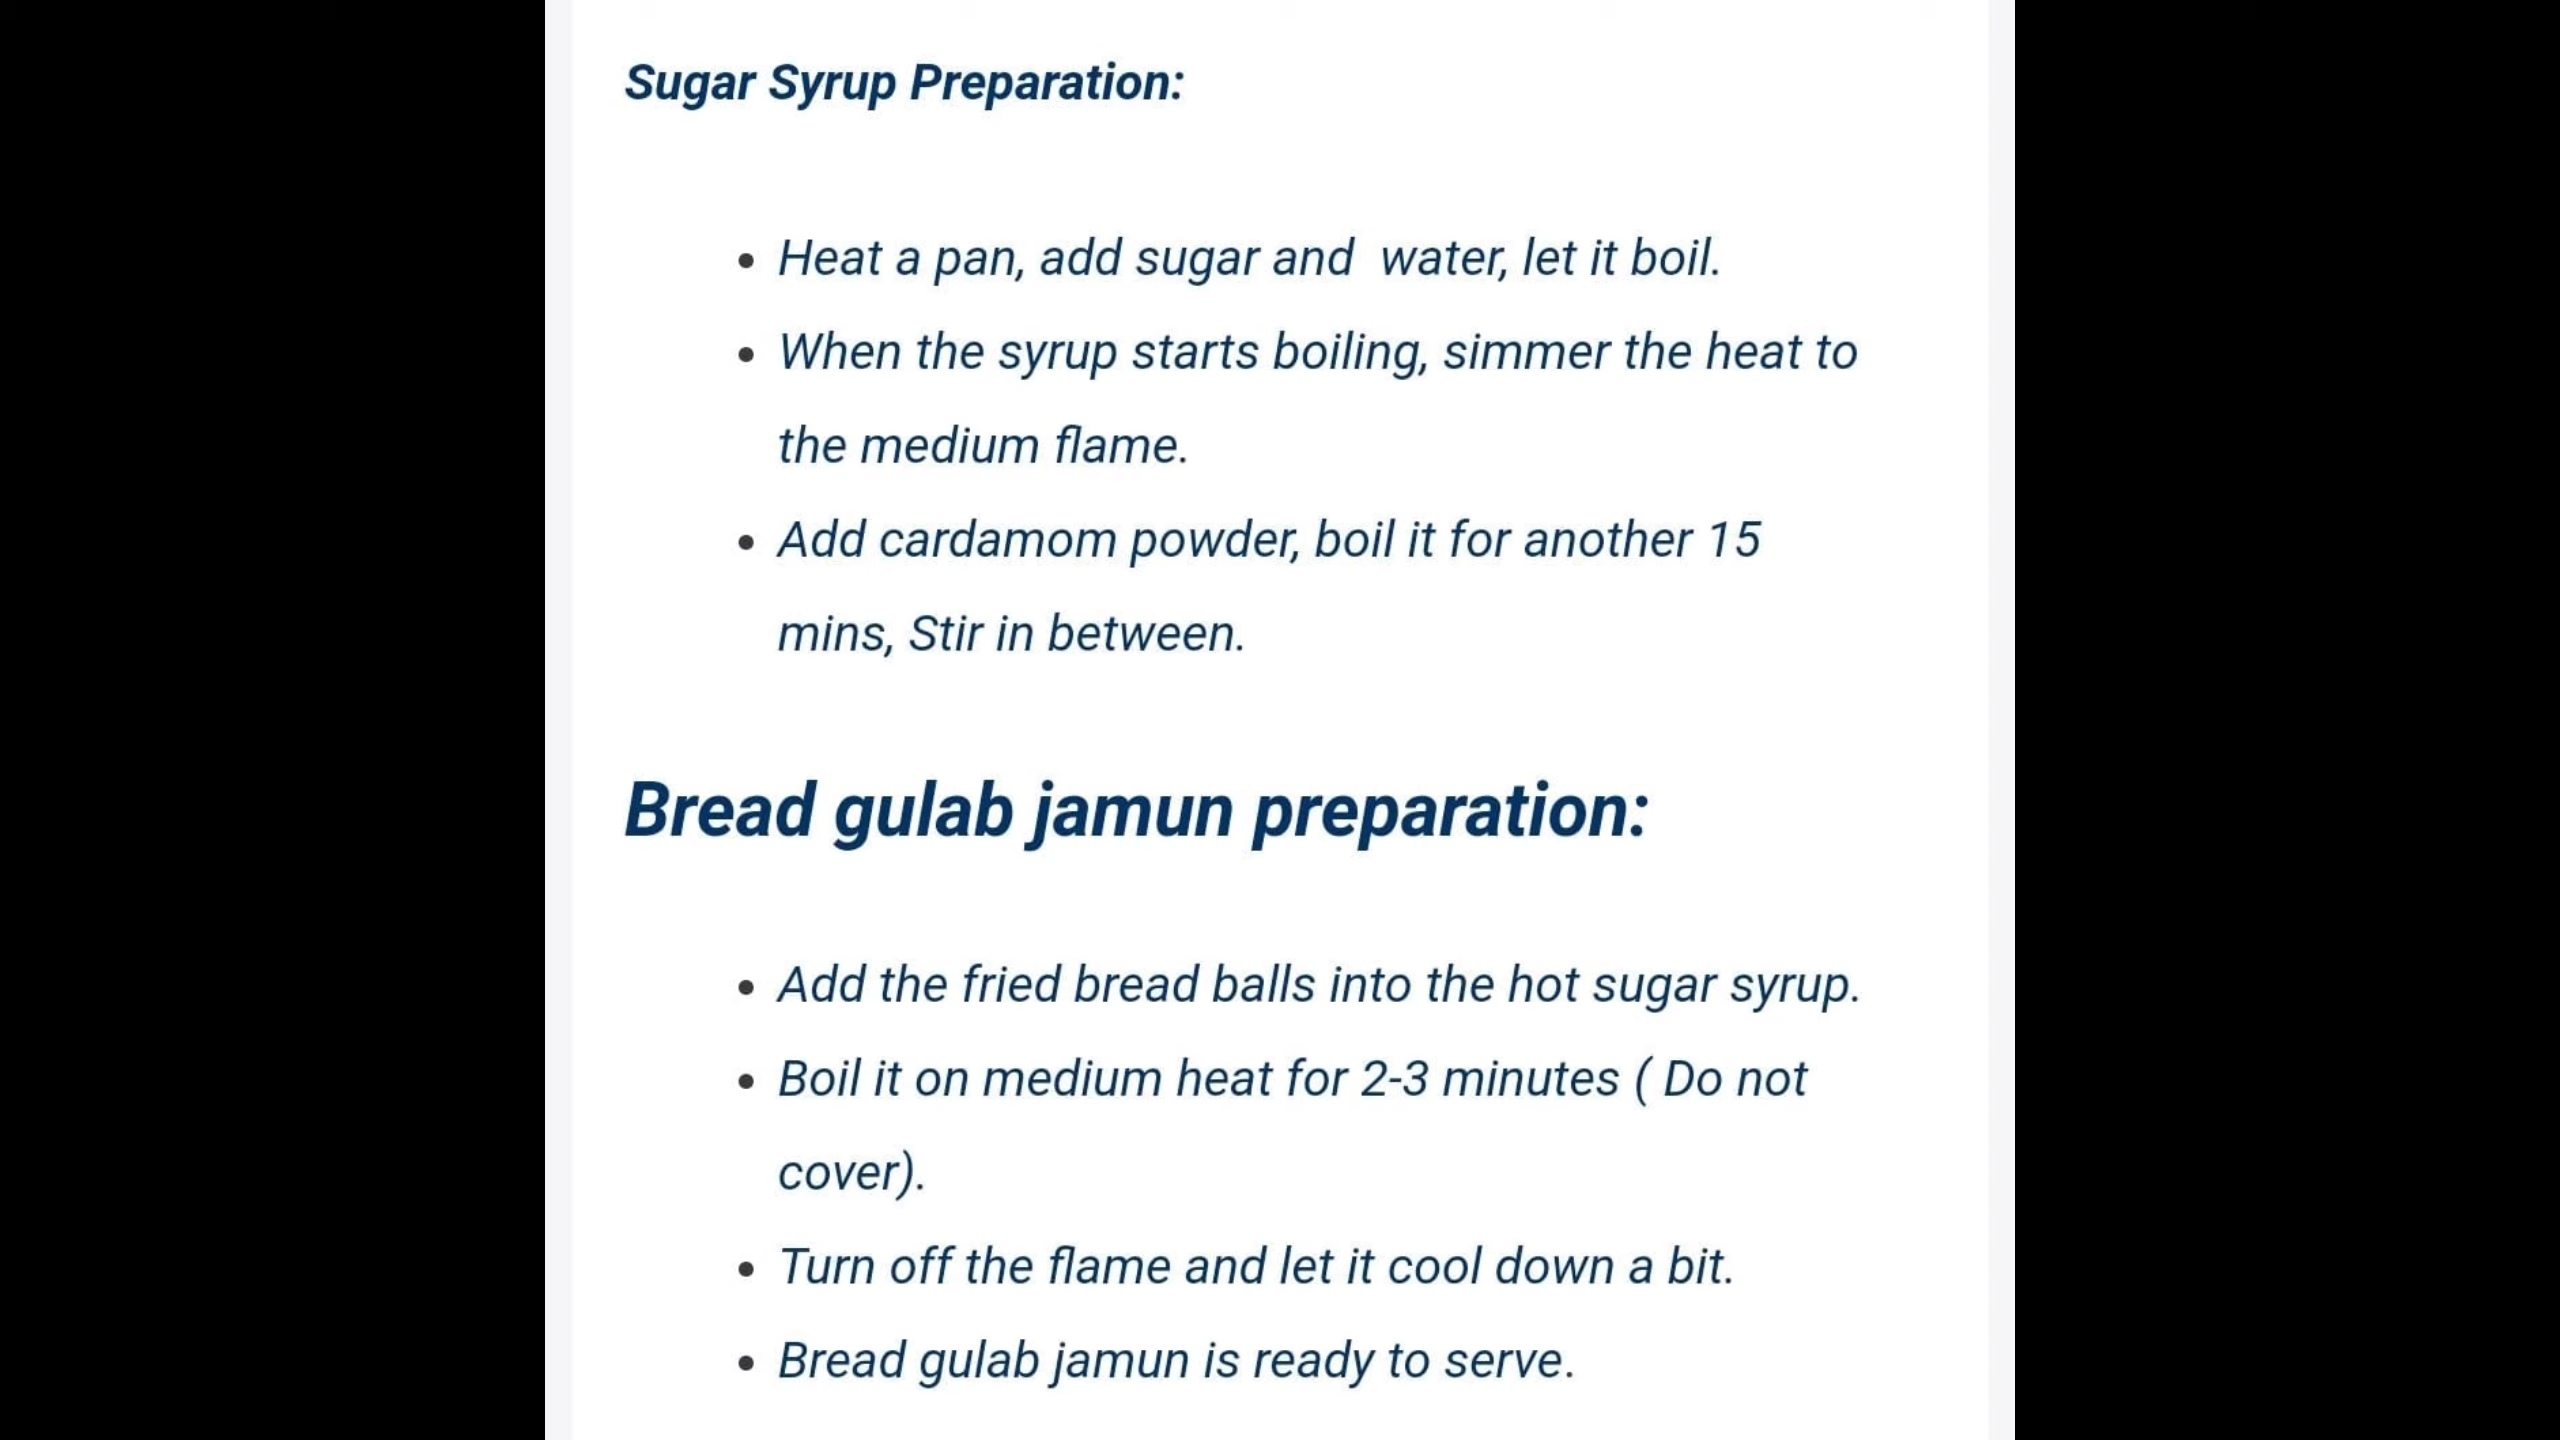 Sugar Syrup Preparation:
• Heat a pan, add sugar and  water, let it boil.
• When the syrup starts boiling, simmer the heat to
the medium flame.
• Add cardamom powder, boil it for another 15
mins, Stir in between.
Bread gulab jamun preparation:
• Add the fried bread balls into the hot sugar syrup.
• Boil it on medium heat for 2-3 minutes ( Do not
cover).
• Turn off the flame and let it cool down a bit.
• Bread gulab jamun is ready to serve.